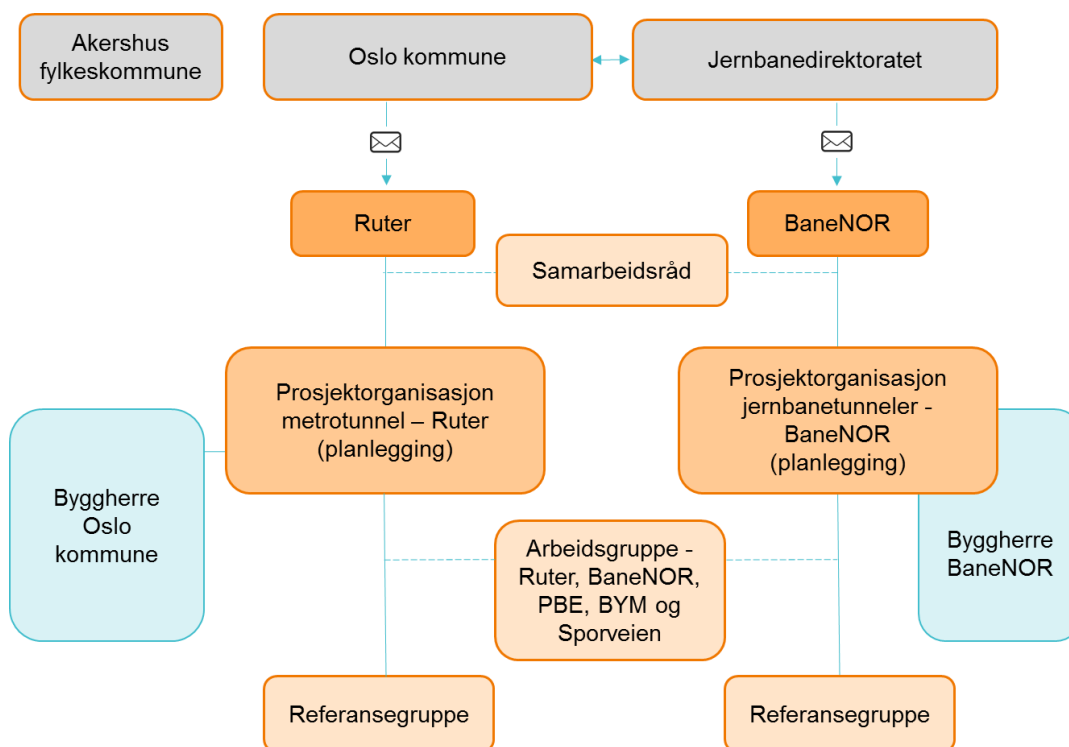 Akershus
fylkeskommune
Oslo kommune
Jernbanedirektoratet
Ruter
BaneNOR
Samarbeidsråd
Prosjektorganisasjon
metrotunnel – Ruter
(planlegging)
Prosjektorganisasjon
jernbanetunneler -
BaneNOR
(planlegging)
Byggherre
Oslo
kommune
Arbeidsgruppe -
Ruter, BaneNOR,
PBE, BYM og
Sporveien
Byggherre
BaneNOR
Referansegruppe
Referansegruppe